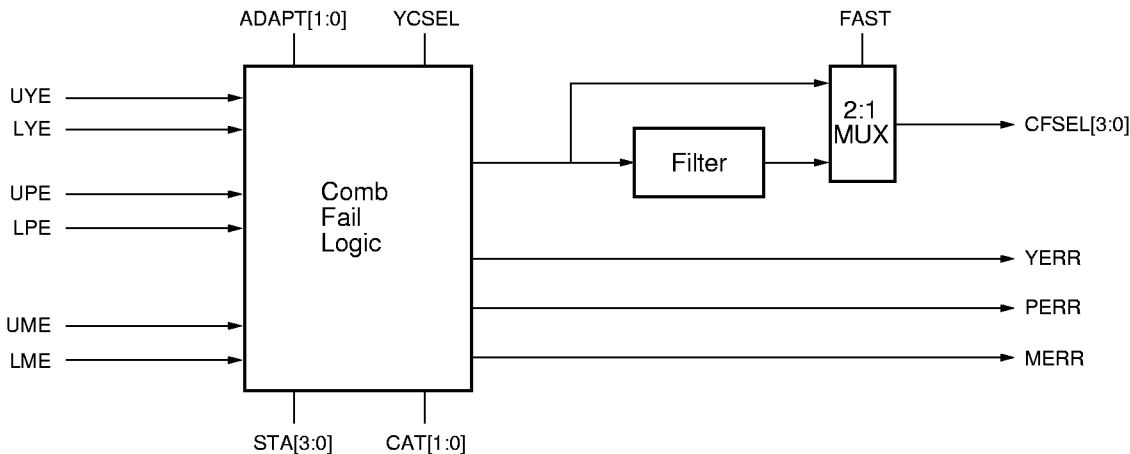 ADAPT[1:0]
YCSEL
FAST
UYE
LYE
UPE
LPE
UME
LME
Comb
Fail
Logic
Filter
2:1
MUX
CFSEL[3:0]
YERR
PERR
MERR
STA[3:0]
CAT[1:0]